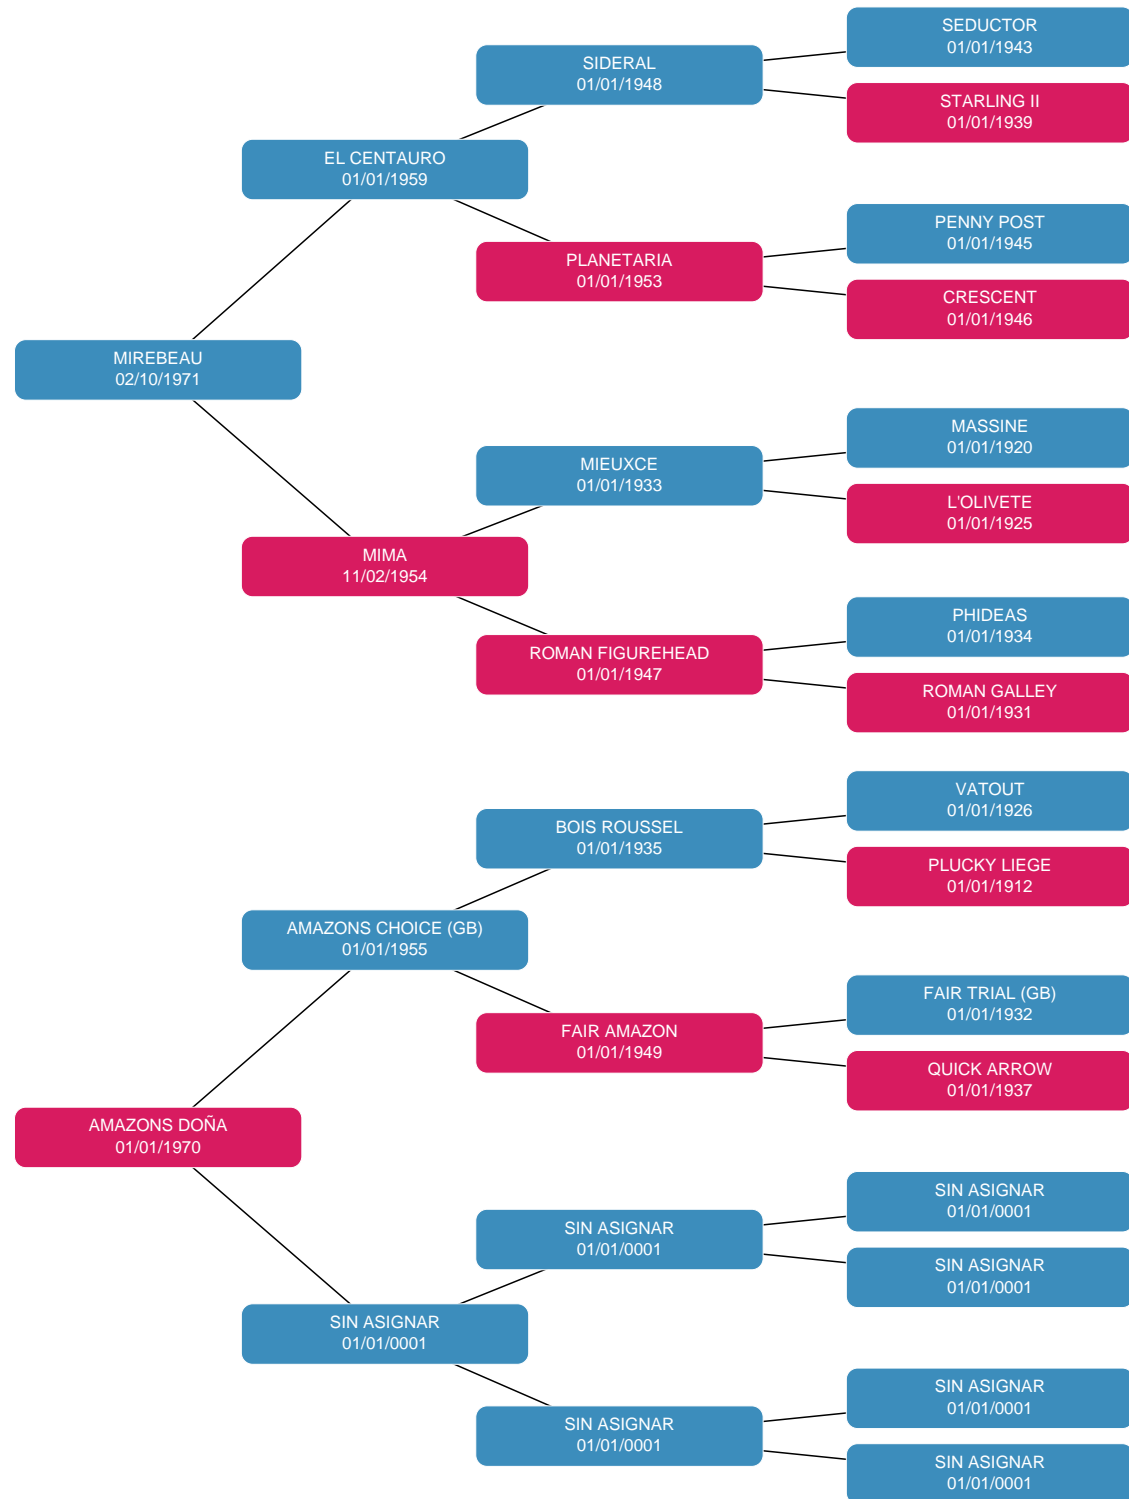 SEDUCTOR
01/01/1943
SIDERAL
01/01/1948
STARLING II
01/01/1939
EL CENTAURO
01/01/1959
PENNY POST
01/01/1945
PLANETARIA
01/01/1953
CRESCENT
01/01/1946
MIREBEAU
02/10/1971
MASSINE
01/01/1920
MIEUXCE
01/01/1933
L'OLIVETE
01/01/1925
MIMA
11/02/1954
PHIDEAS
01/01/1934
ROMAN FIGUREHEAD
01/01/1947
ROMAN GALLEY
01/01/1931
VATOUT
01/01/1926
BOIS ROUSSEL
01/01/1935
PLUCKY LIEGE
01/01/1912
AMAZONS CHOICE (GB)
01/01/1955
FAIR TRIAL (GB)
01/01/1932
FAIR AMAZON
01/01/1949
QUICK ARROW
01/01/1937
AMAZONS DOÑA
01/01/1970
SIN ASIGNAR
01/01/0001
SIN ASIGNAR
01/01/0001
SIN ASIGNAR
01/01/0001
SIN ASIGNAR
01/01/0001
SIN ASIGNAR
01/01/0001
SIN ASIGNAR
01/01/0001
SIN ASIGNAR
01/01/0001